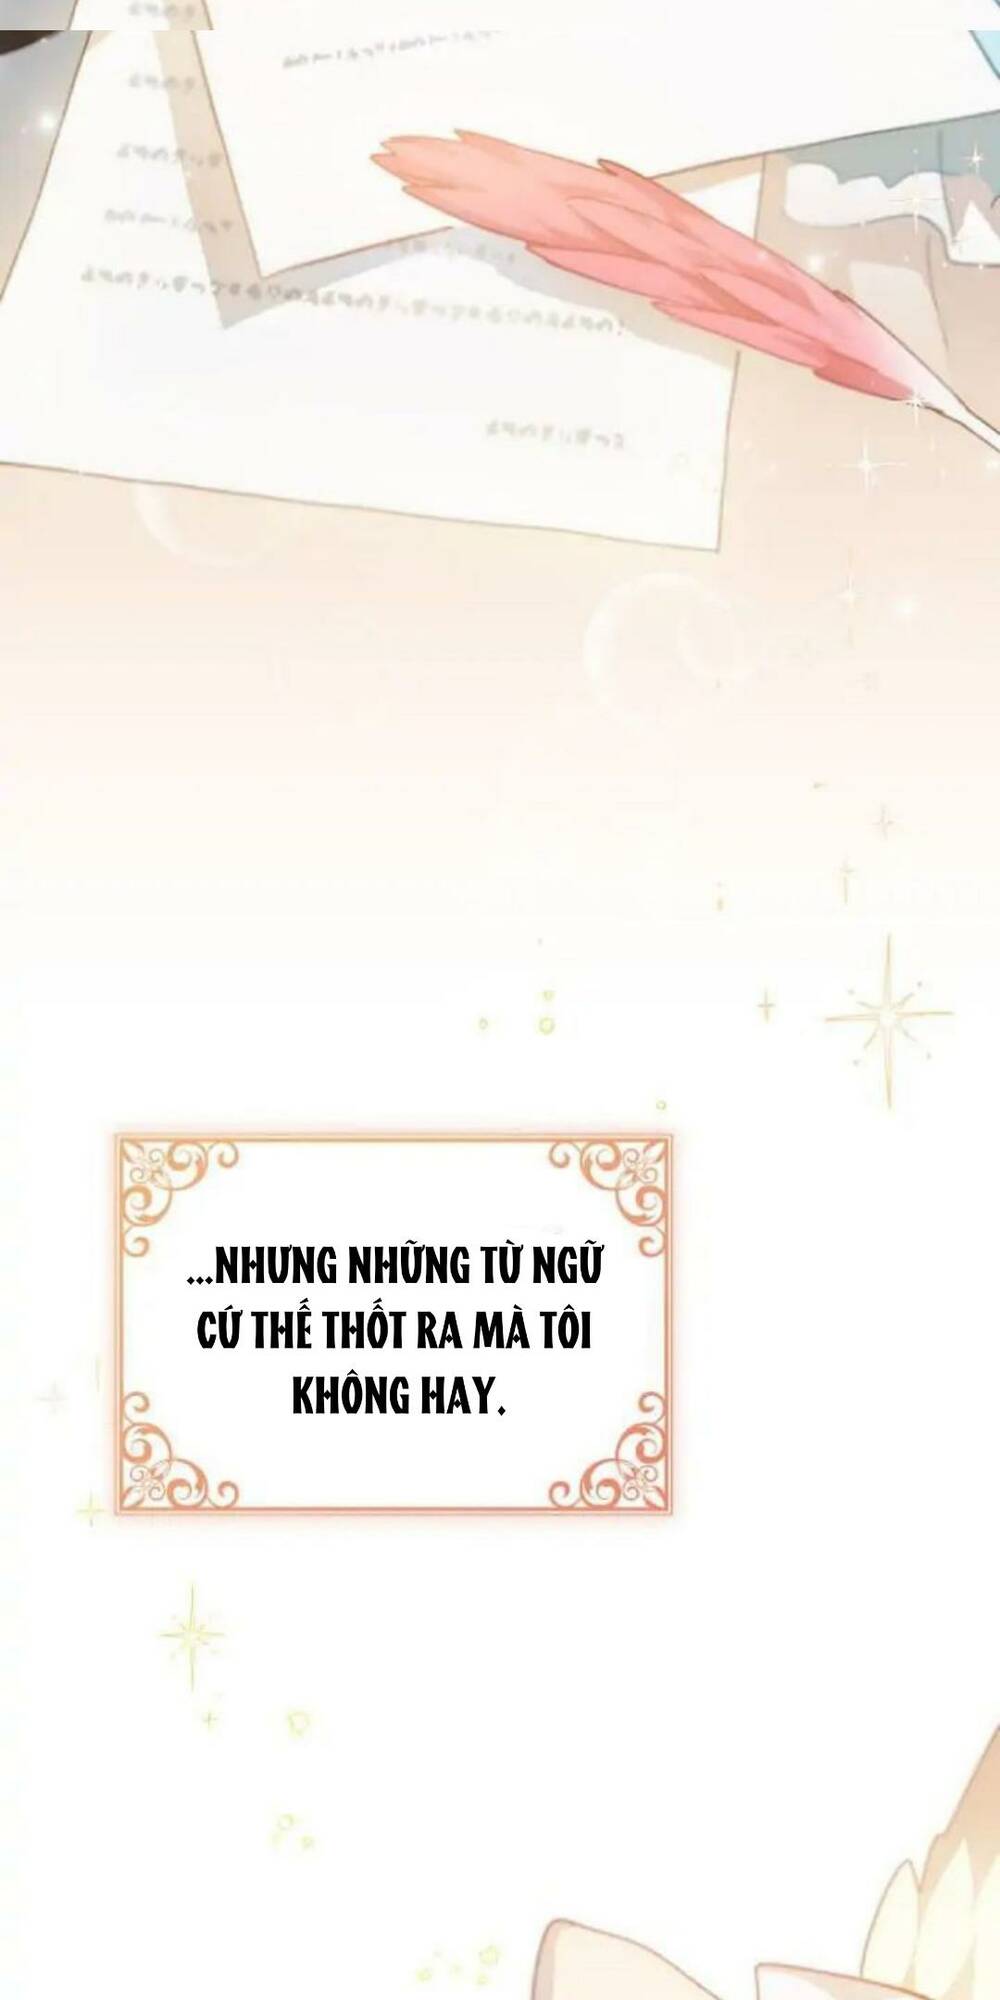 ...NHƯNG NHỮNG TỪ NGỮ
CỨ THẾ THỐT RA MÀ TÔI
KHÔNG HAY.